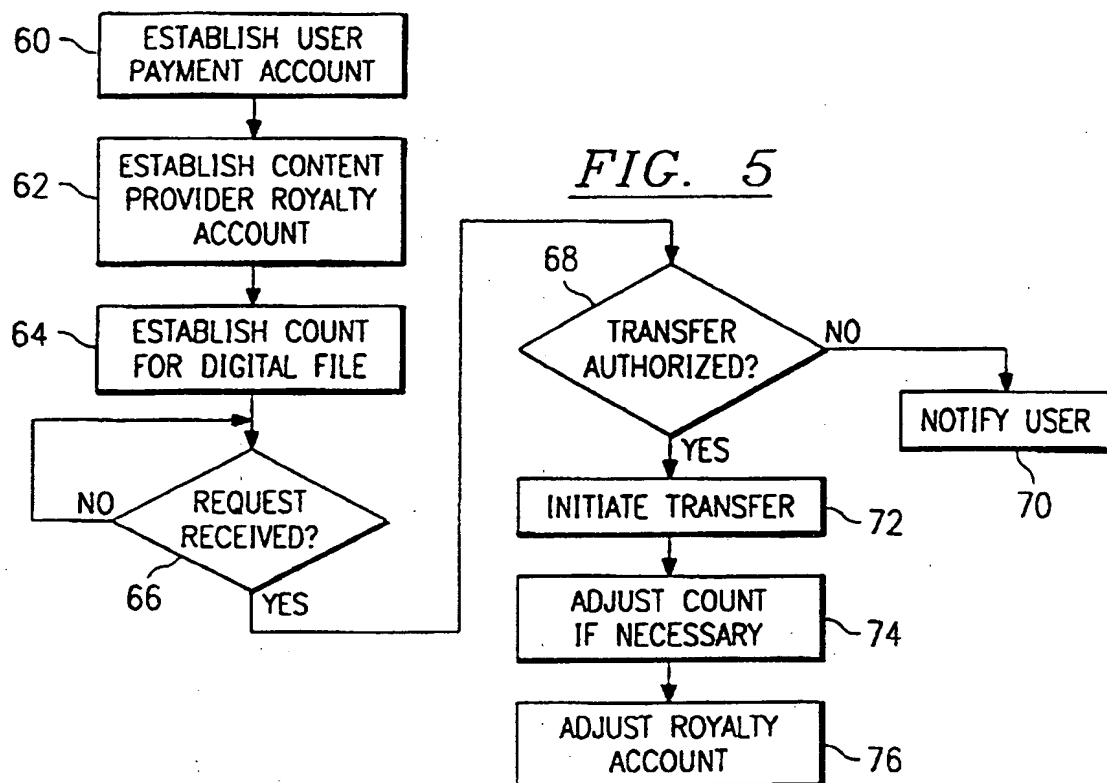 60
ESTABLISH USER
PAYMENT ACCOUNT
62
ESTABLISH CONTENT
PROVIDER ROYALTY
ACCOUNT
64
ESTABLISH COUNT
FOR DIGITAL FILE
NO
REQUEST
RECEIVED?
66
YES
FIG. 5
68
TRANSFER
AUTHORIZED?
NO
NOTIFY USER
70
YES
INITIATE TRANSFER
72
ADJUST COUNT
IF NECESSARY
74
ADJUST ROYALTY
ACCOUNT
76